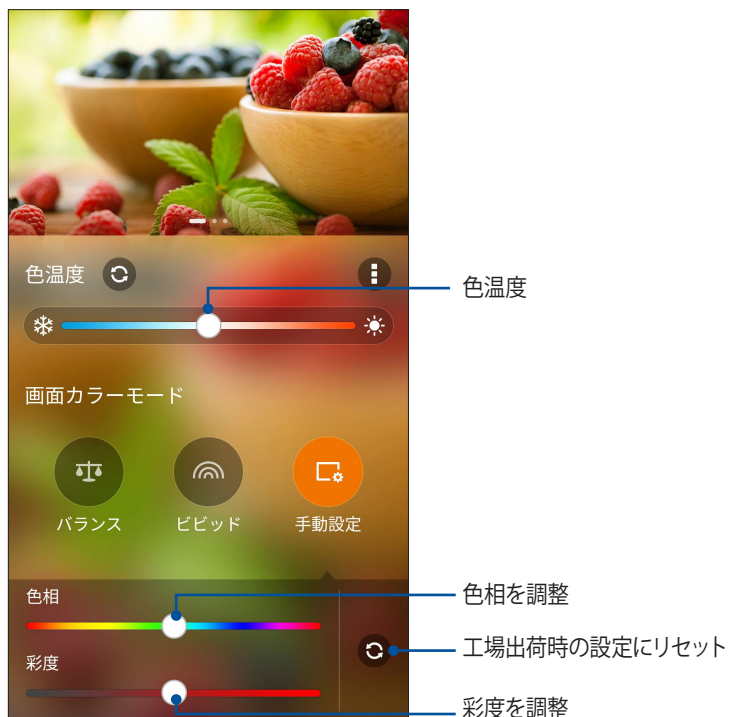 色温度
色温度
画面カラーモード
バランス
ビビッド
手動設定
色相
色相を調整
工場出荷時の設定にリセット
彩度
彩度を調整